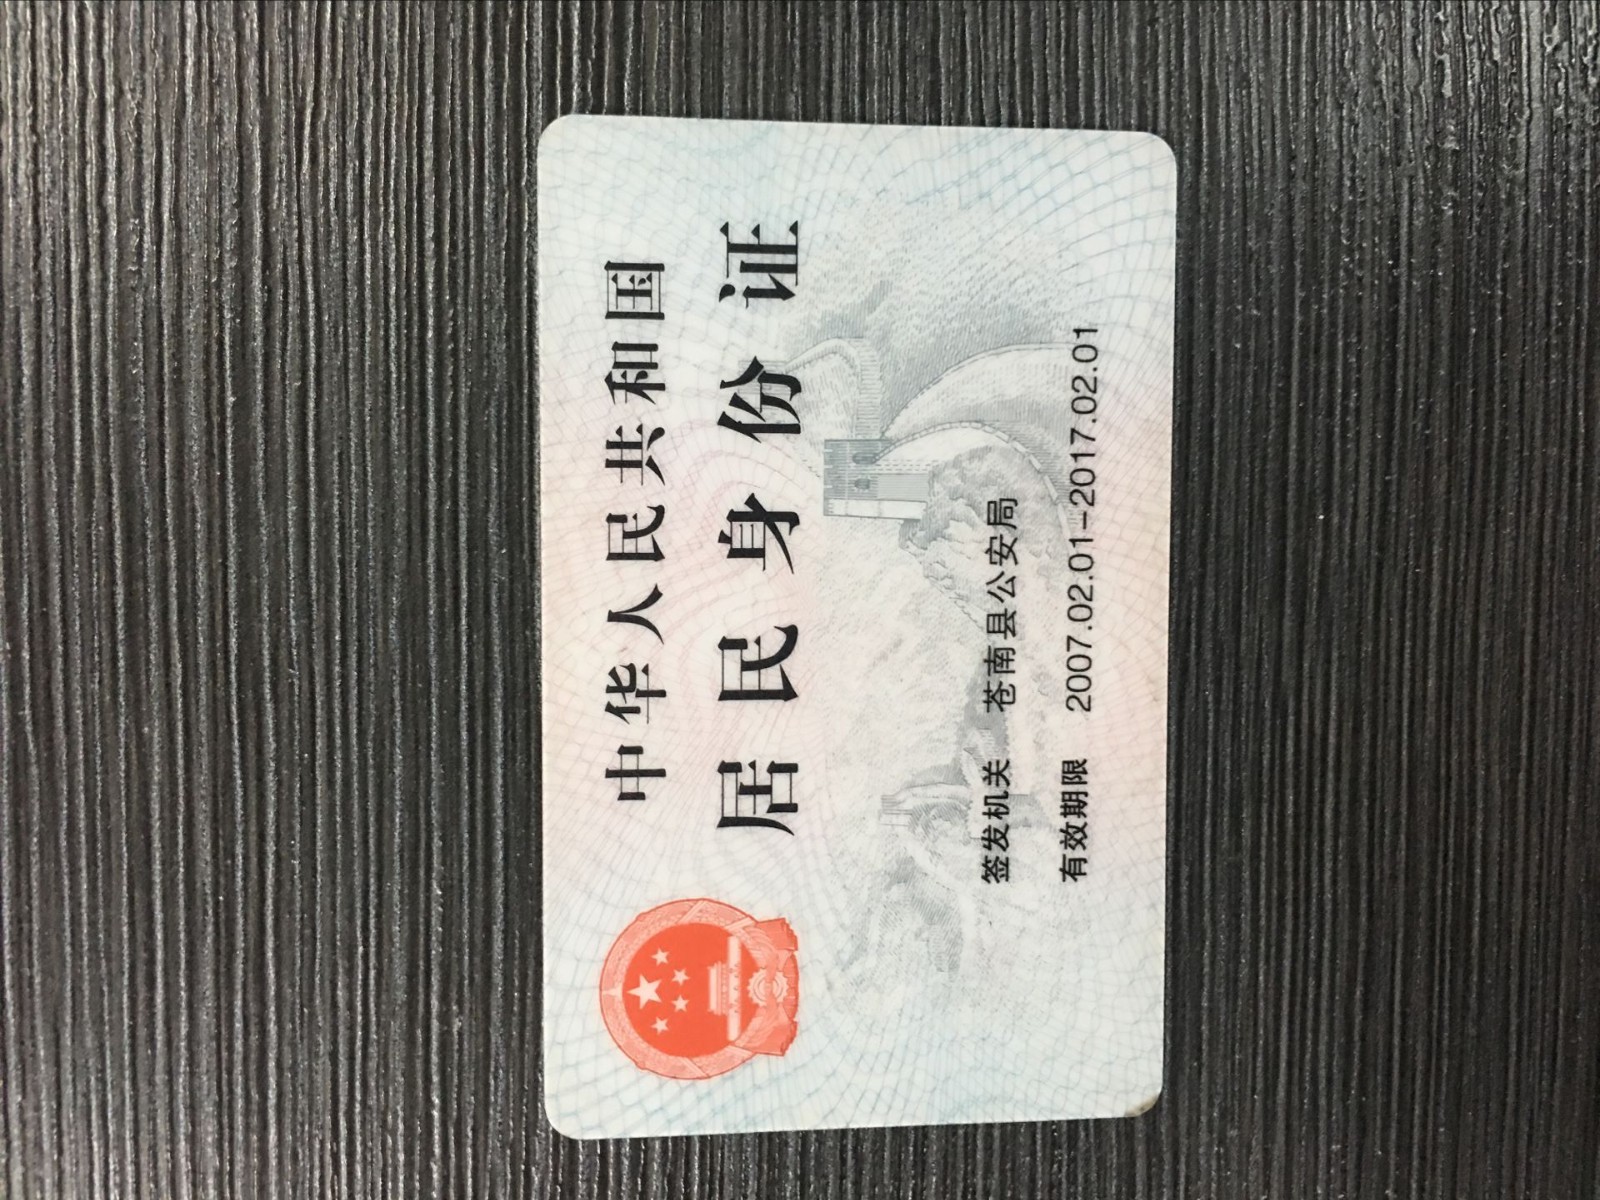 中华人民共和国
居民身份证
签发机关 苍南县公安局
有效期限 2007.02.01-2017.02.01